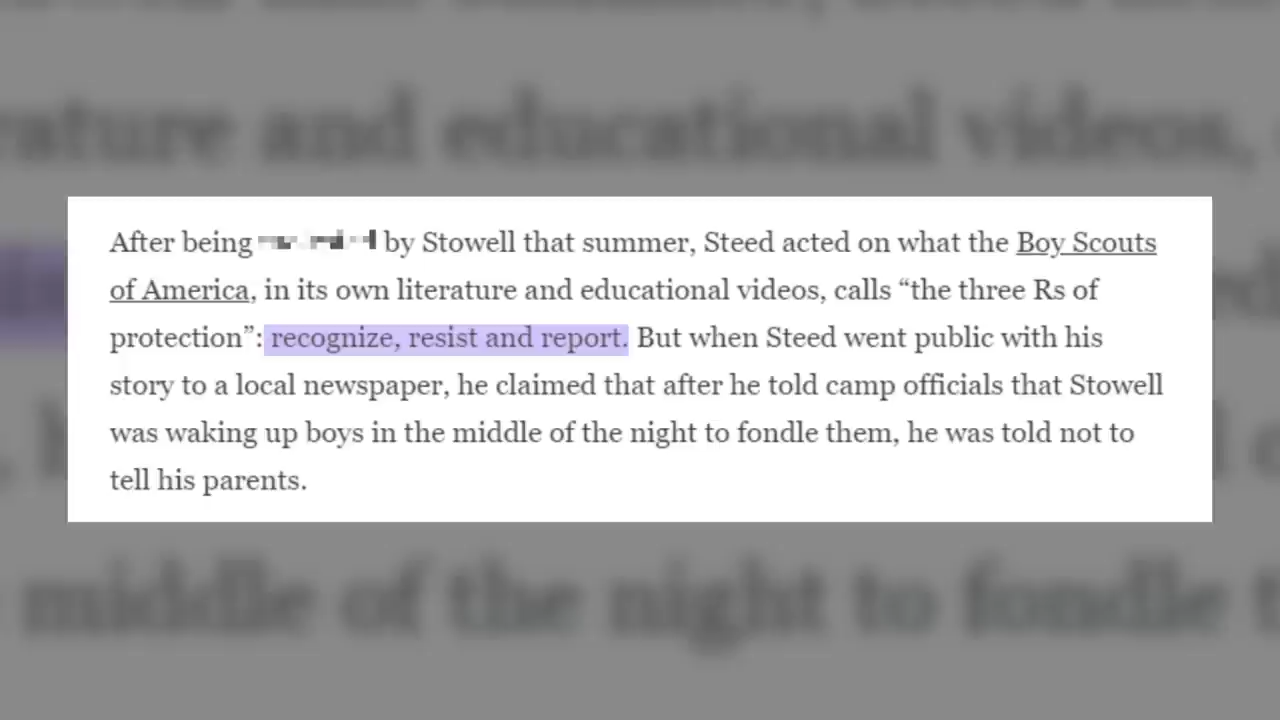 After being by Stowell that summer, Steed acted on what the Boy Scouts
of America, in its own literature and educational videos, calls “the three Rs of
protection”: recognize, resist and report. But when Steed went public with his
story to a local newspaper, he claimed that after he told camp officials that Stowell
was waking up boys in the middle of the night to fondle them, he was told not to
tell his parents.